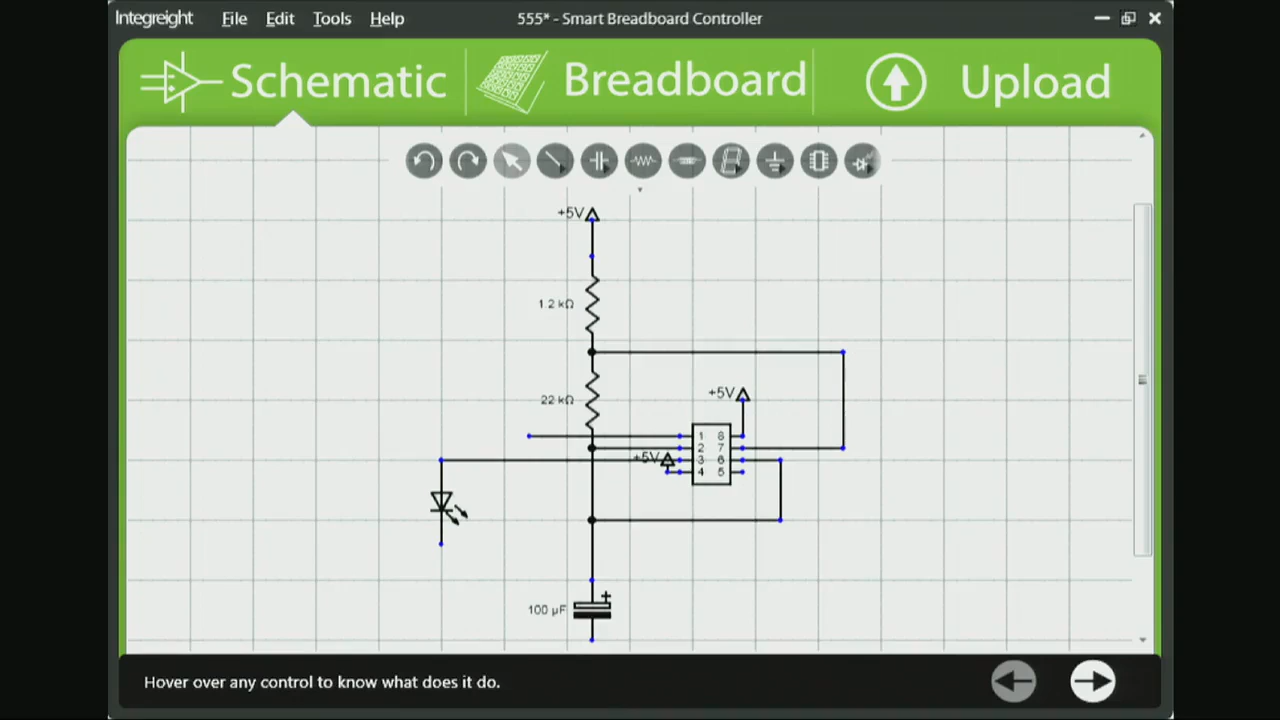 Integreight File Edit Tools Help 555* - Smart Breadboard Controller
Schematic Breadboard Upload
+5V
1.2 kΩ
+5V
22 kΩ
1 8
2 7
+5V 3 6
4 5
+
100 µF
Hover over any control to know what does it do.